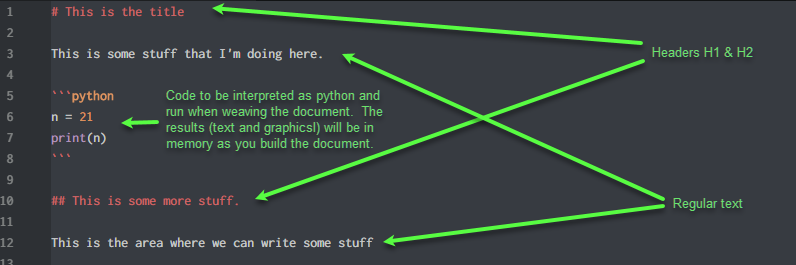 1 # This is the title
Headers H1 & H2
2
3 This is some stuff that I'm doing here.
4
5 ```python
6 n = 21
7 print(n)
8 ```
Code to be interpreted as python and
run when weaving the document. The
results (text and graphicsl) will be in
memory as you build the document.
9
10 ## This is some more stuff.
Regular text
11
12 This is the area where we can write some stuff
13